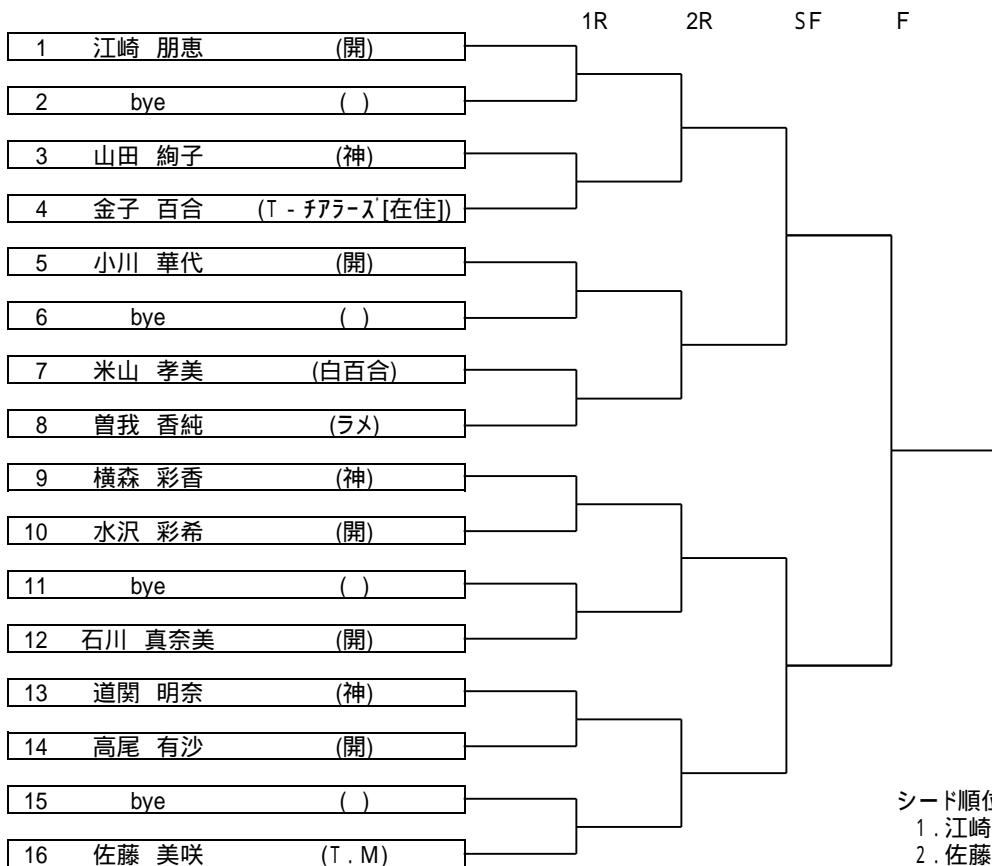 1R 2R SF F
1 江崎 朋恵 (開)
2 bye ( )
3 山田 絢子 (神)
4 金子 百合 (T - チアラーズ[在住])
5 小川 華代 (開)
6 bye ( )
7 米山 孝美 (白百合)
8 曽我 香純 (ラメ)
9 横森 彩香 (神)
10 水沢 彩希 (開)
11 bye ( )
12 石川 真奈美 (開)
13 道関 明奈 (神)
14 高尾 有沙 (開)
15 bye ( )
16 佐藤 美咲 (T . M)
シード順位
1 . 江崎
2 . 佐藤